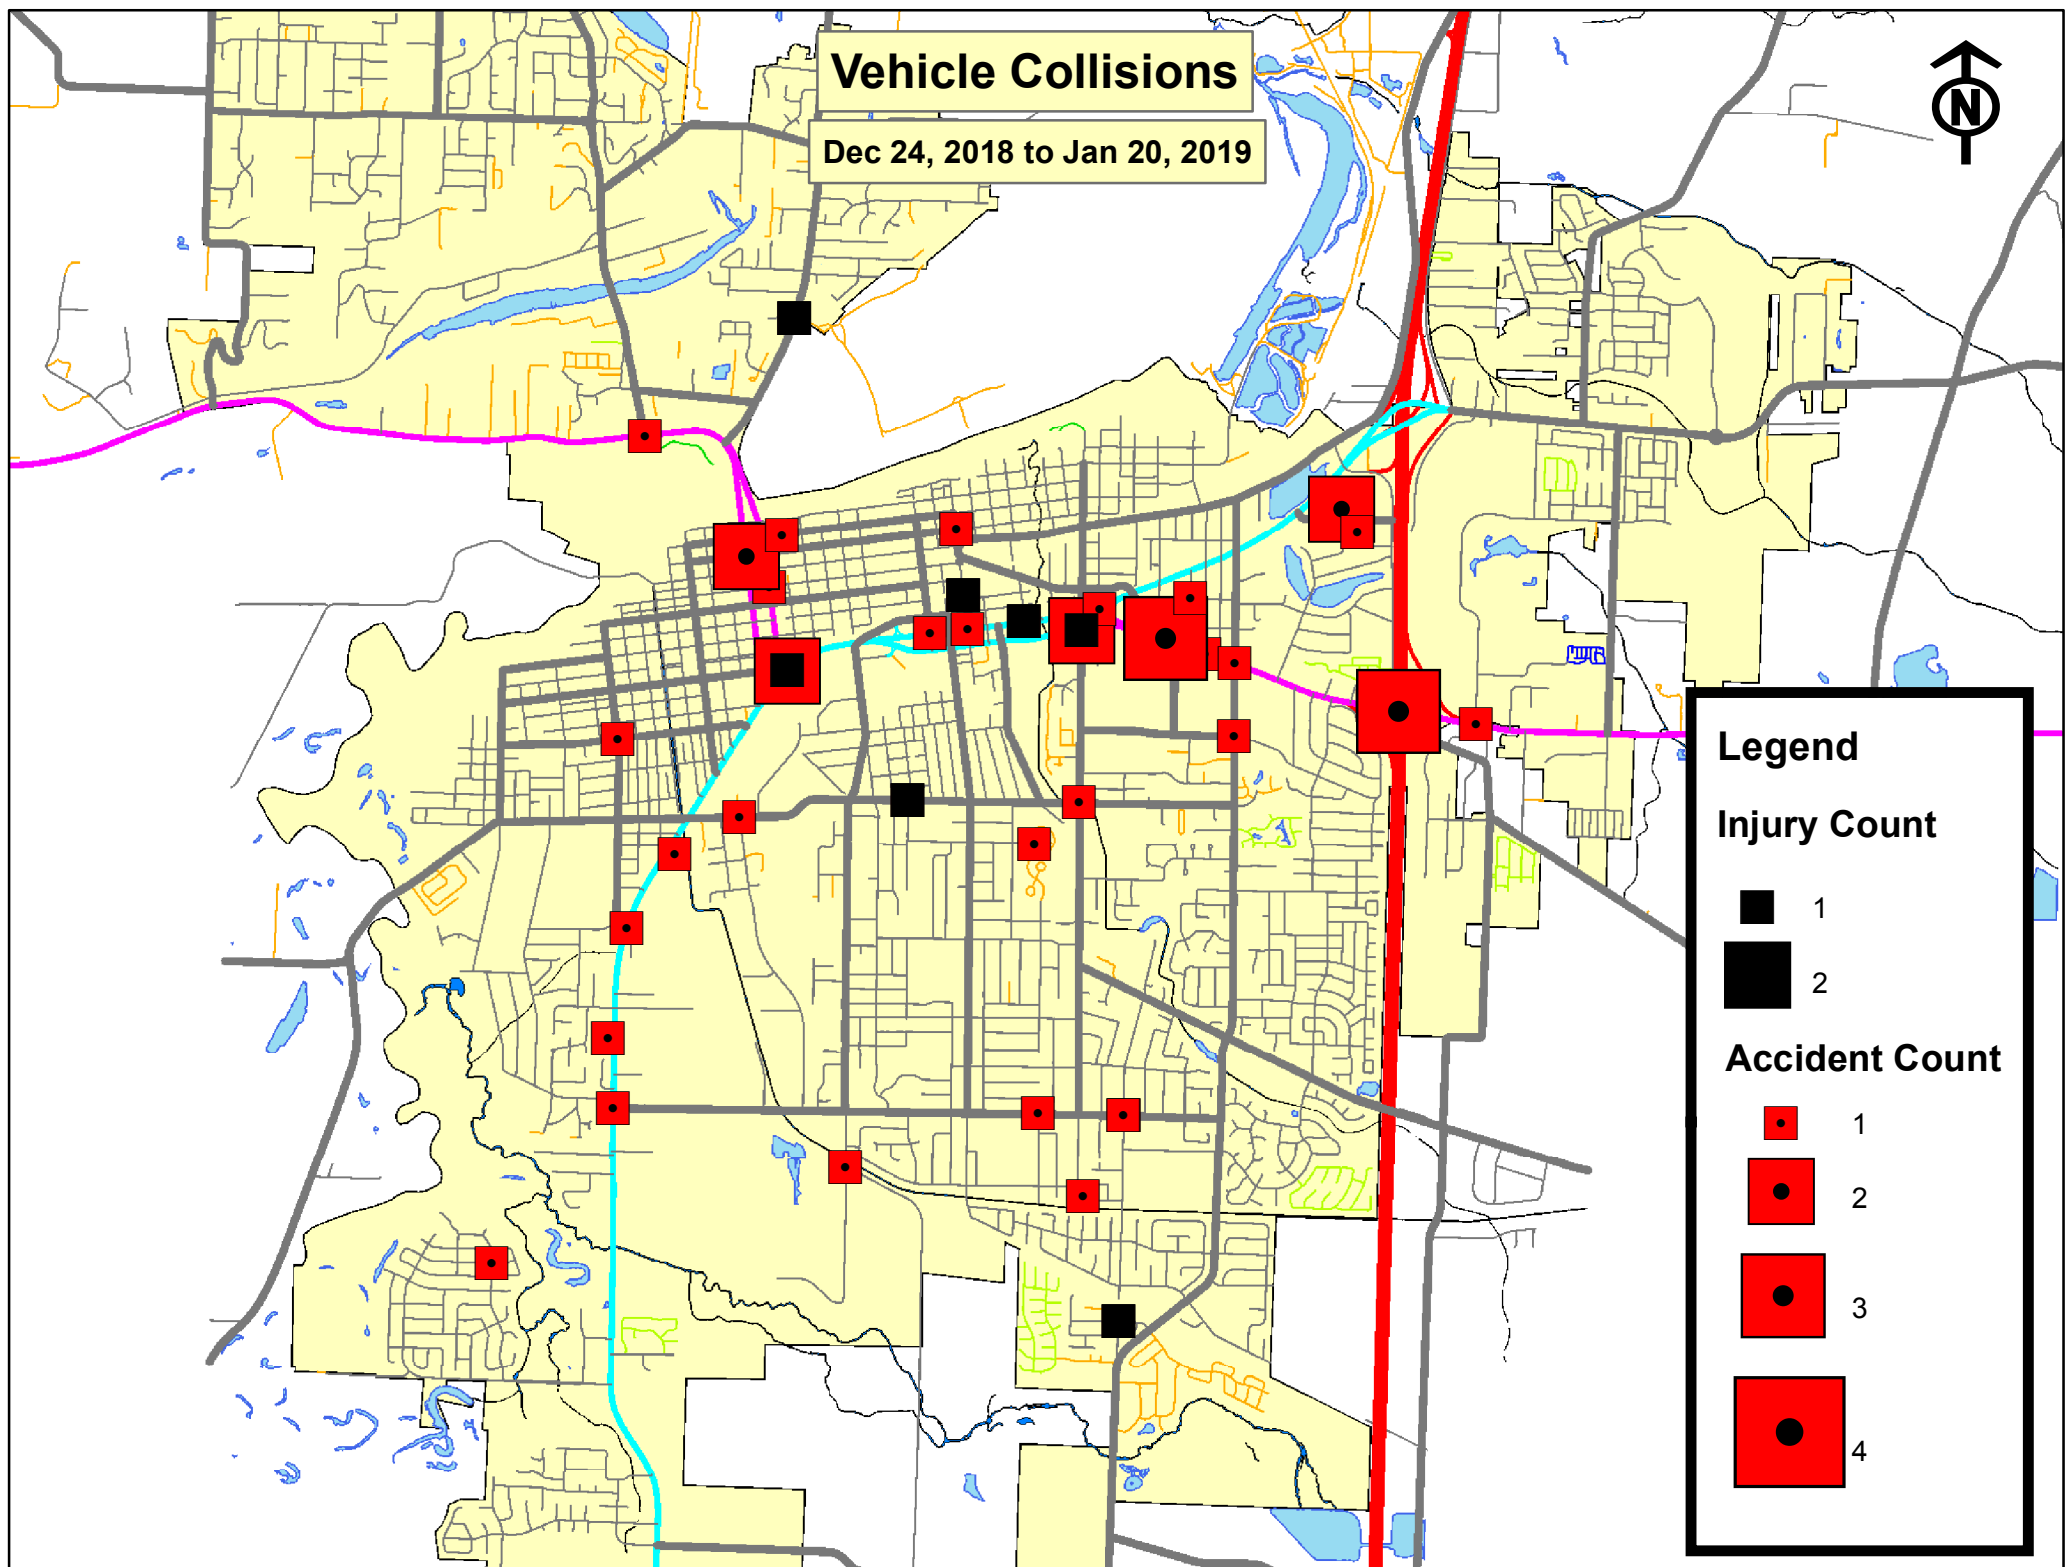 Vehicle Collisions
Dec 24, 2018 to Jan 20, 2019
N
Legend
Injury Count
1
2
Accident Count
1
2
3
4